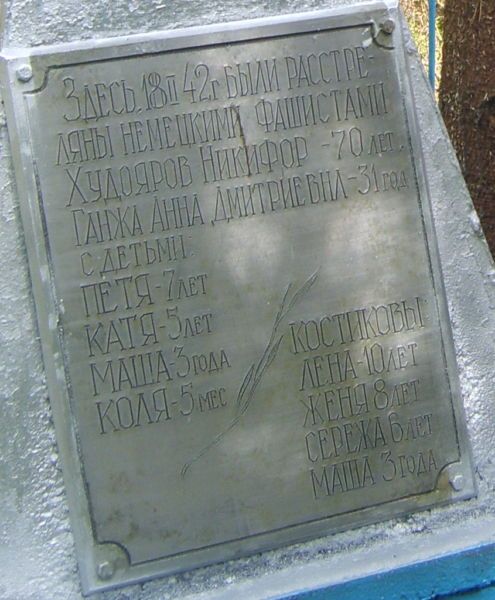 ЗДЕСЬ, 18 II 42г БЫЛИ РАССТРЕ-
ЛЯНЫ НЕМЕЦКИМИ ФАШИСТАМИ
ХУДОЯРОВ НИКИФОР - 70 ЛЕТ,
ГАНЖА АННА ДМИТРИЕВНА - 31 ГОД
С ДЕТЬМИ:
ПЕТЯ - 7 ЛЕТ
КАТЯ - 5 ЛЕТ
МАША - 3 ГОДА
КОЛЯ - 5 МЕС
КОСТИКОВЫ:
ЛЕНА - 10 ЛЕТ
ЖЕНЯ 8 ЛЕТ
СЕРЕЖА 6 ЛЕТ
МАША 3 ГОДА